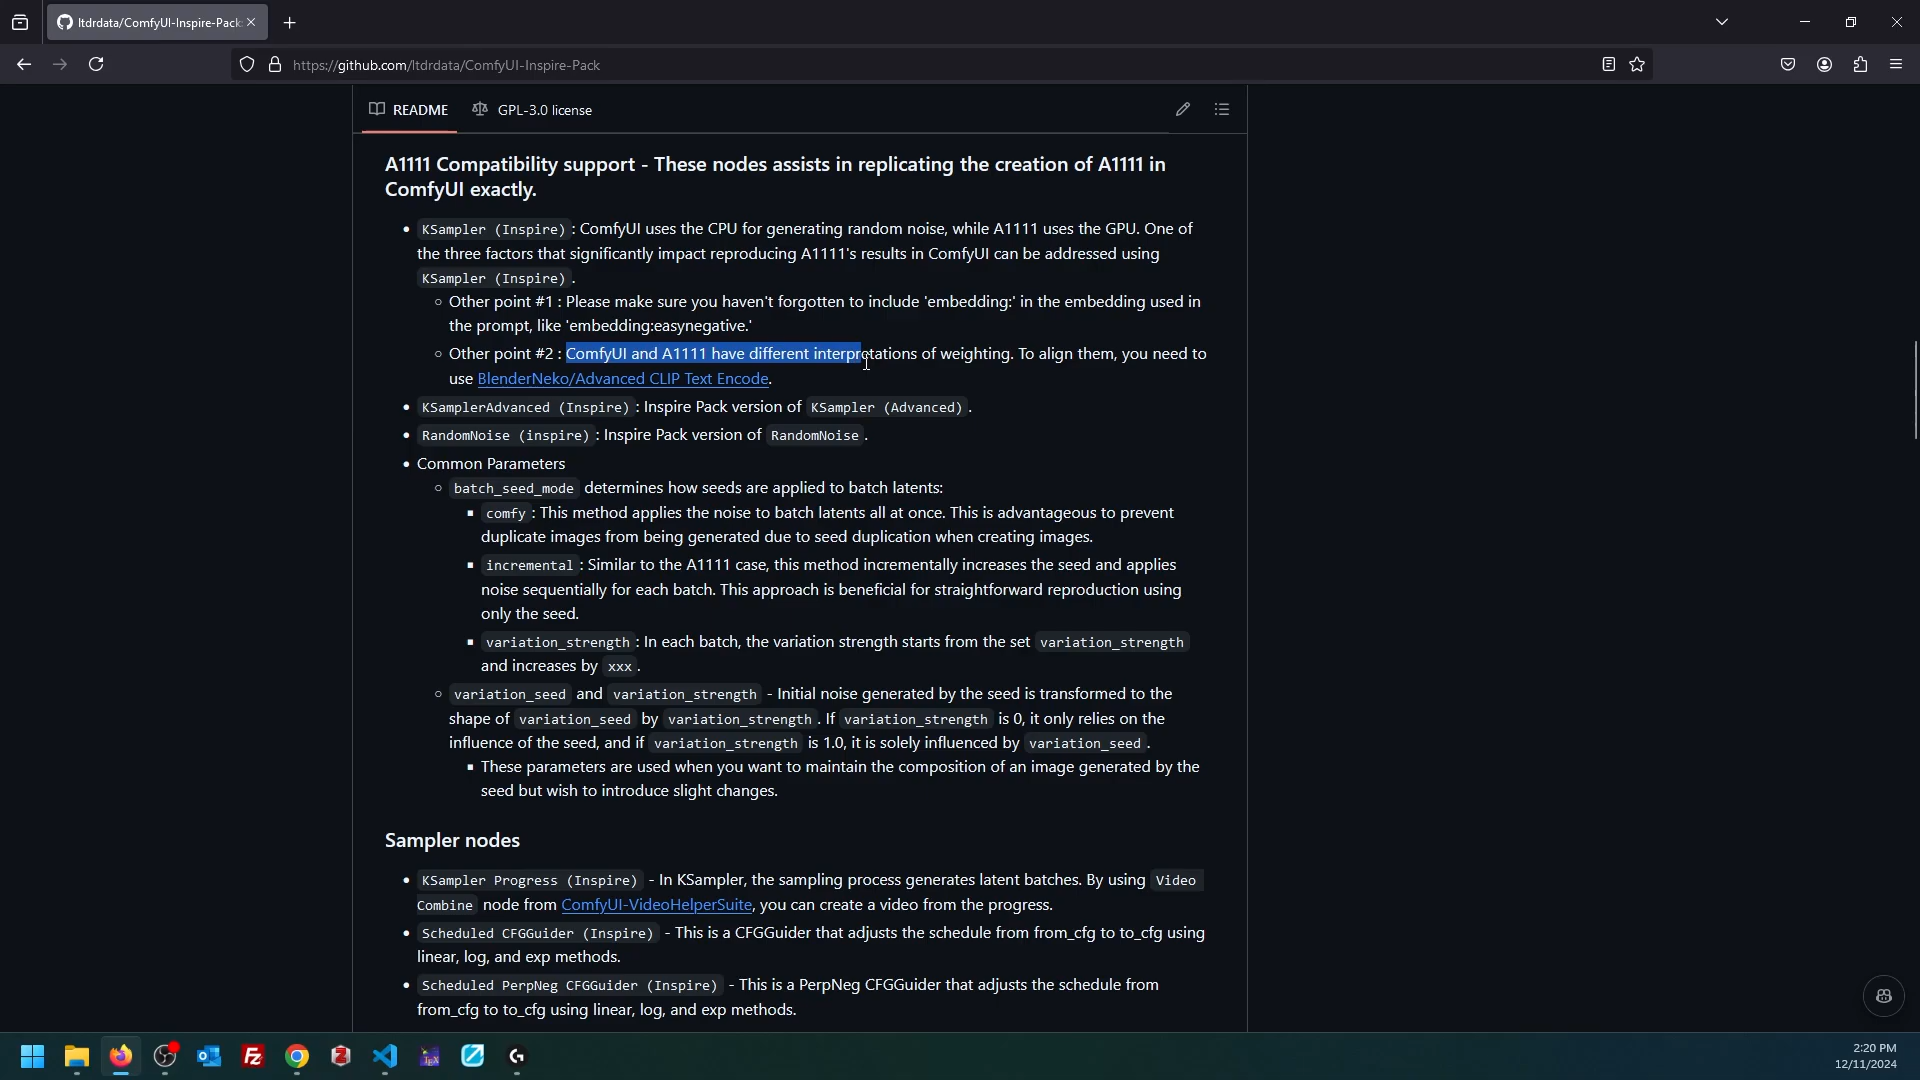 ltdrdata/ComfyUI-Inspire-Pack:
https://github.com/ltdrdata/ComfyUI-Inspire-Pack
README
GPL-3.0 license
A1111 Compatibility support - These nodes assists in replicating the creation of A1111 in
ComfyUI exactly.
• KSampler (Inspire) : ComfyUI uses the CPU for generating random noise, while A1111 uses the GPU. One of
the three factors that significantly impact reproducing A1111's results in ComfyUI can be addressed using
KSampler (Inspire) .
◦ Other point #1 : Please make sure you haven't forgotten to include 'embedding:' in the embedding used in
the prompt, like 'embedding:easynegative.'
◦ Other point #2 : ComfyUI and A1111 have different interpretations of weighting. To align them, you need to
use BlenderNeko/Advanced CLIP Text Encode.
• KSamplerAdvanced (Inspire) : Inspire Pack version of KSampler (Advanced) .
• RandomNoise (inspire) : Inspire Pack version of RandomNoise .
• Common Parameters
◦ batch_seed_mode determines how seeds are applied to batch latents:
▪ comfy : This method applies the noise to batch latents all at once. This is advantageous to prevent
duplicate images from being generated due to seed duplication when creating images.
▪ incremental : Similar to the A1111 case, this method incrementally increases the seed and applies
noise sequentially for each batch. This approach is beneficial for straightforward reproduction using
only the seed.
▪ variation_strength : In each batch, the variation strength starts from the set variation_strength
and increases by xxx .
◦ variation_seed and variation_strength - Initial noise generated by the seed is transformed to the
shape of variation_seed by variation_strength . If variation_strength is 0, it only relies on the
influence of the seed, and if variation_strength is 1.0, it is solely influenced by variation_seed .
▪ These parameters are used when you want to maintain the composition of an image generated by the
seed but wish to introduce slight changes.
Sampler nodes
• KSampler Progress (Inspire) - In KSampler, the sampling process generates latent batches. By using Video
Combine node from ComfyUI-VideoHelperSuite, you can create a video from the progress.
• Scheduled CFGGuider (Inspire) - This is a CFGGuider that adjusts the schedule from from_cfg to to_cfg using
linear, log, and exp methods.
• Scheduled PerpNeg CFGGuider (Inspire) - This is a PerpNeg CFGGuider that adjusts the schedule from
from_cfg to to_cfg using linear, log, and exp methods.
2:20 PM
12/11/2024